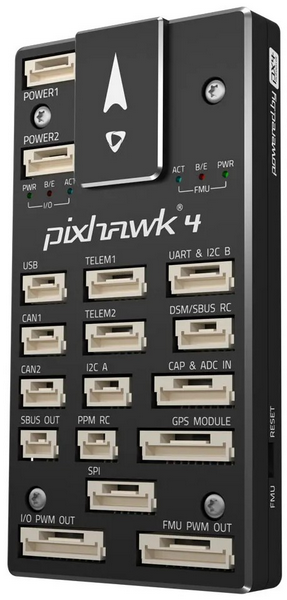 POWER1
POWER2
PWR B/E ACT
I/O
ACT B/E PWR
FMU
powered by px4
pixhawk® 4
USB TELEM1 UART & I2C B
CAN1 TELEM2 DSM/SBUS RC
CAN2 I2C A CAP & ADC IN
SBUS OUT PPM RC GPS MODULE
SPI
I/O PWM OUT FMU PWM OUT
RESET
FMU